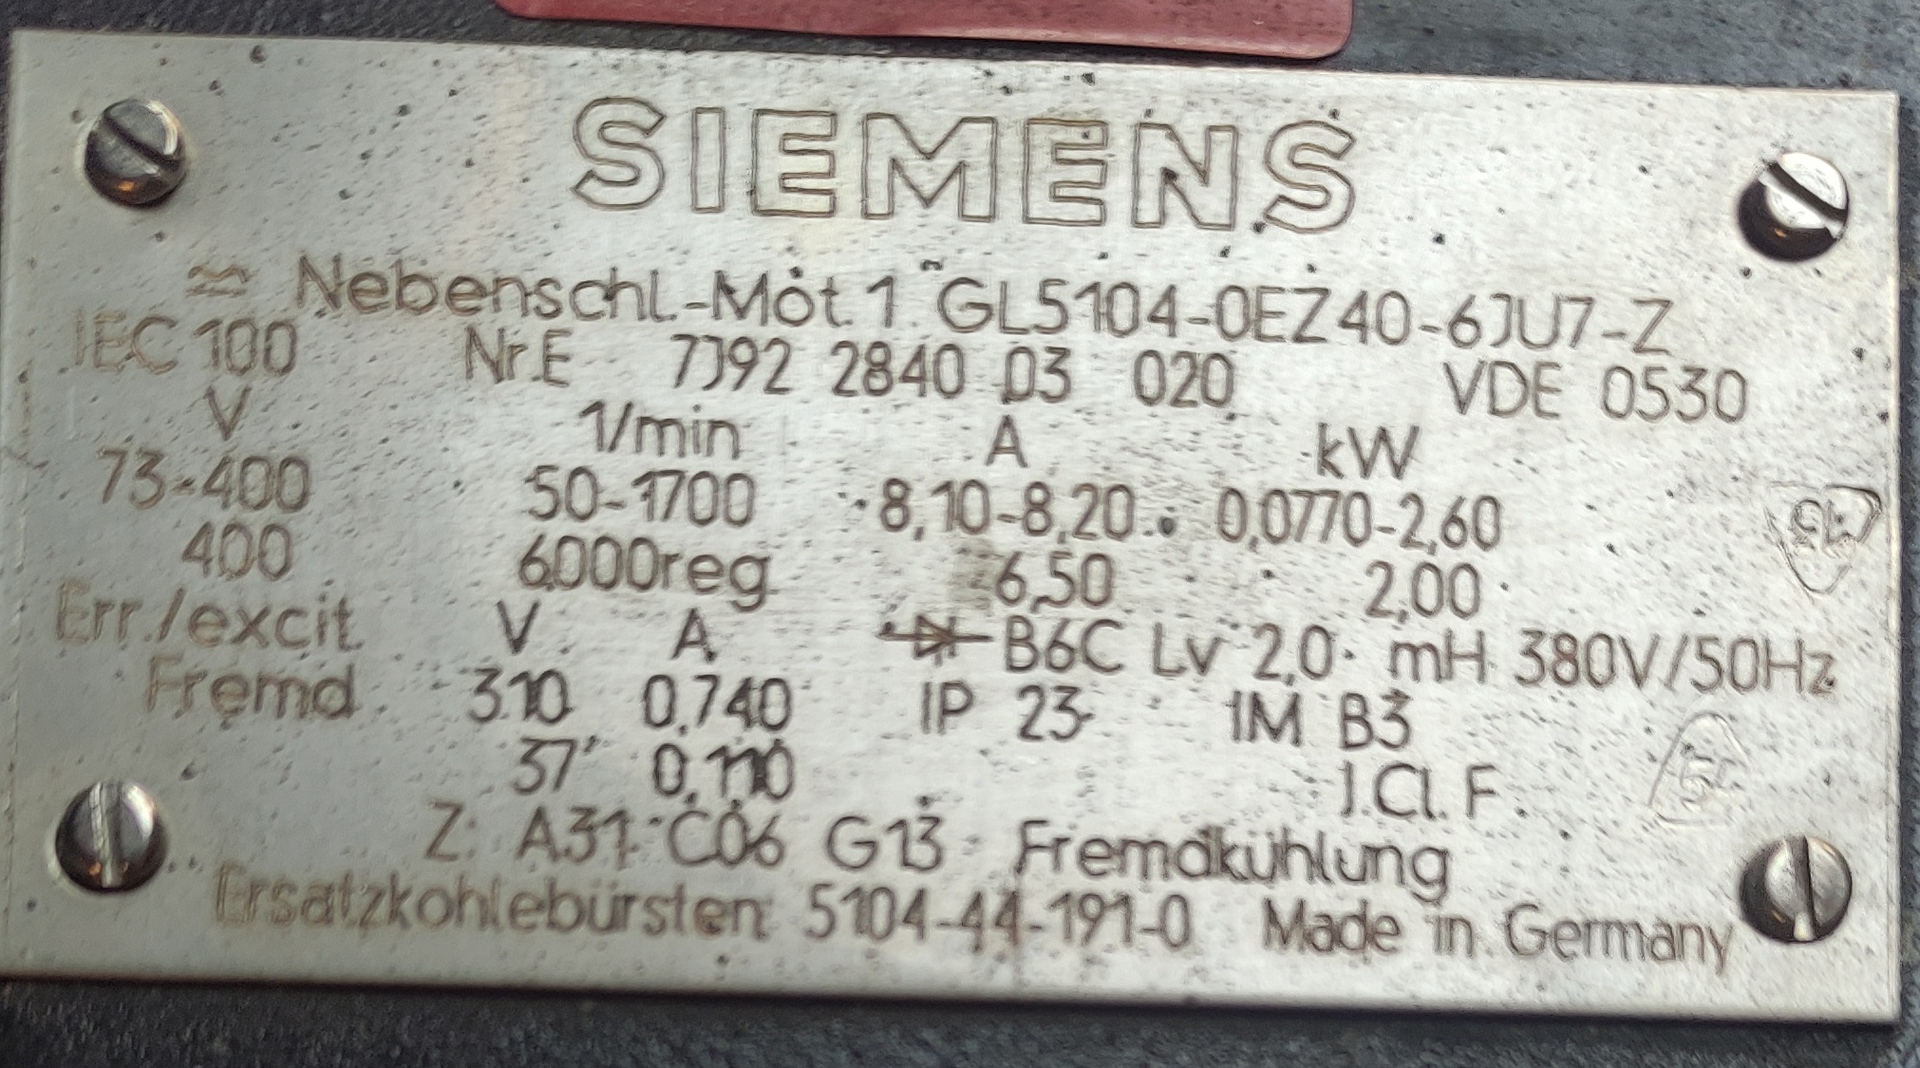 SIEMENS
≂ Nebenschl.-Mot. 1 GL5104-0EZ40-6JU7-Z
IEC 100 Nr.E 7J92 2840 03 020 VDE 0530
V 1/min A kW
73-400 50-1700 8,10-8,20 0,0770-2,60
400 6000reg 6,50 2,00
Err./excit V A B6C Lv 2,0 mH 380V/50Hz
Fremd 310 0,740 IP 23 IM B3
37 0,110 I.Cl.F
Z: A31 C06 G13 Fremdkühlung
Ersatzkohlebürsten 5104-44-191-0 Made in Germany